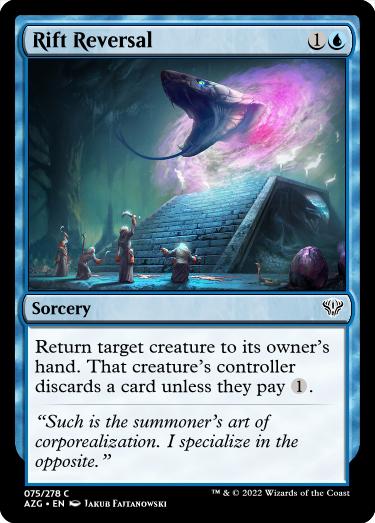 Rift Reversal 1
Sorcery
Return target creature to its owner's
hand. That creature's controller
discards a card unless they pay 1.
“Such is the summoner's art of
corporealization. I specialize in the
opposite.”
075/278 C
AZG • EN Jakub Fajtanowski
™ & © 2022 Wizards of the Coast